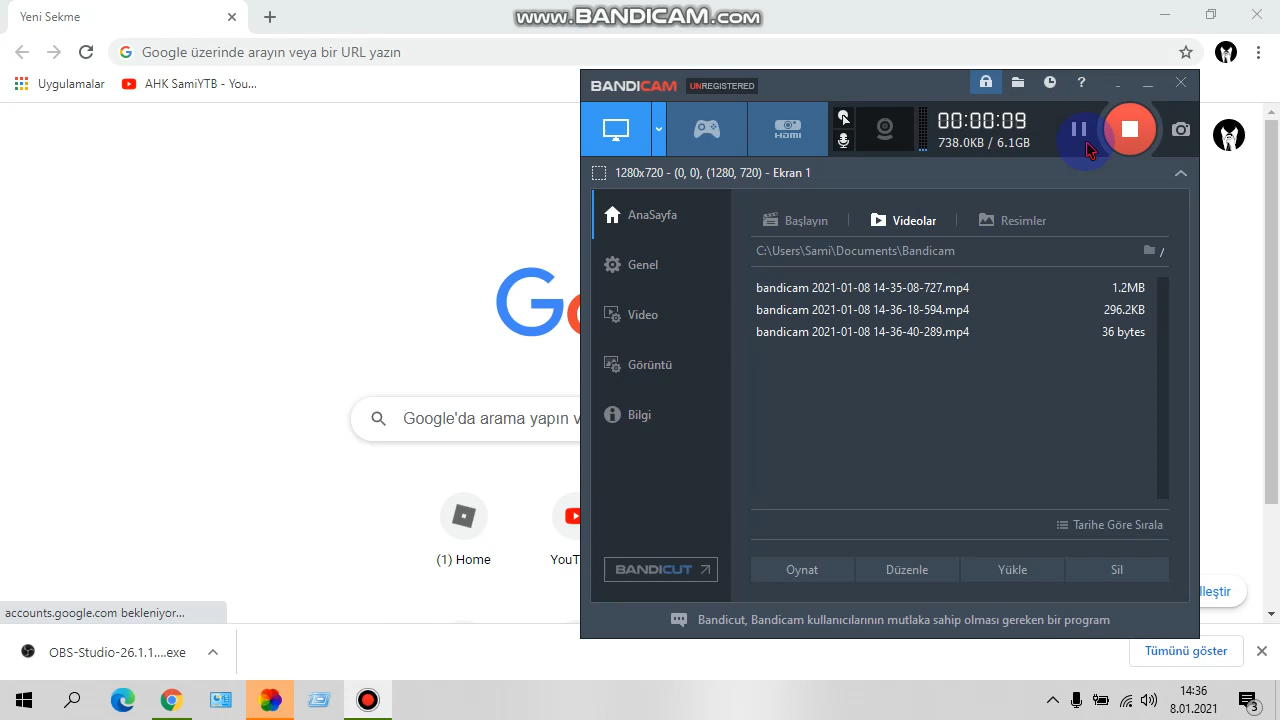 Yeni Sekme
www.BANDICAM.com
Google üzerinde arayın veya bir URL yazın
Uygulamalar
AHK SamiYTB - You...
BANDICAM UNREGISTERED
?
HDMI
00:00:09
738.0KB / 6.1GB
1280x720 - (0, 0), (1280, 720) - Ekran 1
AnaSayfa
Genel
Video
Görüntü
Bilgi
BANDICUT
Başlayın
Videolar
Resimler
C:\Users\Sami\Documents\Bandicam
/
bandicam 2021-01-08 14-35-08-727.mp4 1.2MB
bandicam 2021-01-08 14-36-18-594.mp4 296.2KB
bandicam 2021-01-08 14-36-40-289.mp4 36 bytes
Tarihe Göre Sırala
Oynat
Düzenle
Yükle
Sil
Bandicut, Bandicam kullanıcılarının mutlaka sahip olması gereken bir program
Go
Google'da arama yapın v
(1) Home
YouT
lleştir
accounts.google.com bekleniyor...
OBS-Studio-26.1.1....exe
Tümünü göster
14:36
8.01.2021
3